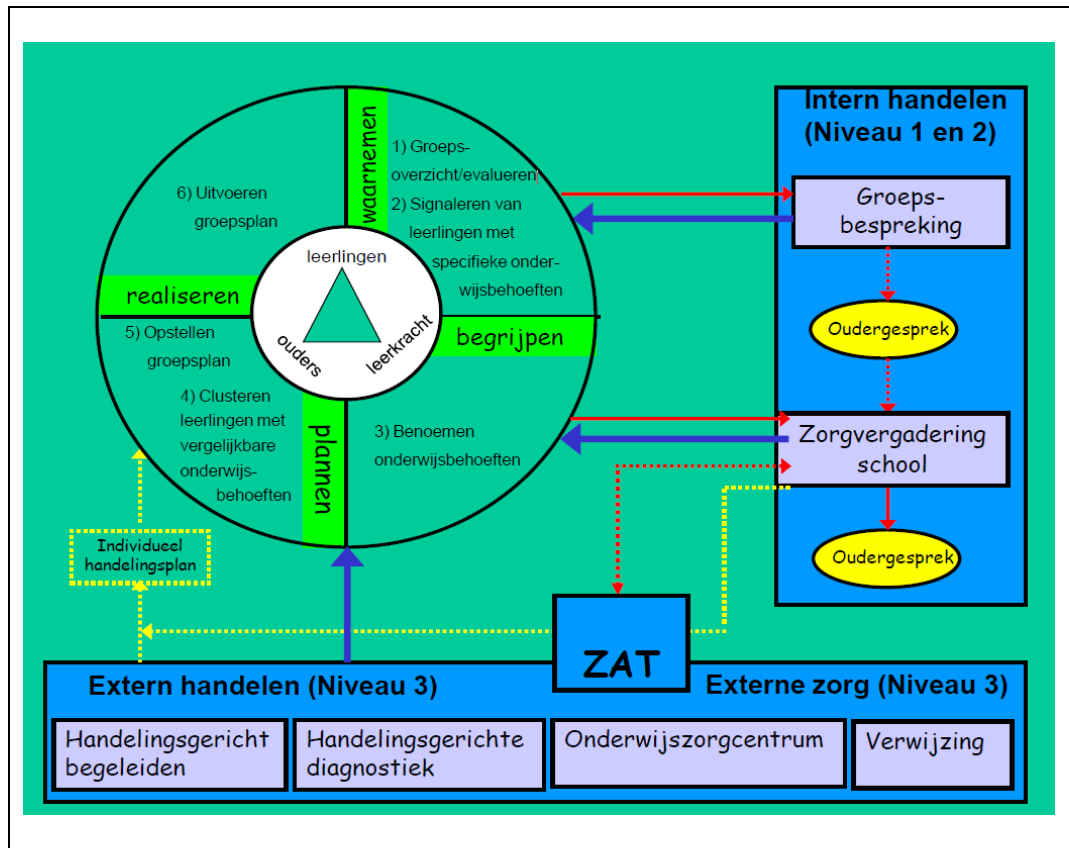 waarnemen
1) Groeps-
overzicht/evalueren
2) Signaleren van
leerlingen met
specifieke onder-
wijsbehoeften
begrijpen
3) Benoemen
onderwijsbehoeften
plannen
4) Clusteren
leerlingen met
vergelijkbare
onderwijs-
behoeften
5) Opstellen
groepsplan
realiseren
6) Uitvoeren
groepsplan
leerlingen
ouders
leerkracht
Intern handelen
(Niveau 1 en 2)
Groeps-
bespreking
Oudergesprek
Zorgvergadering
school
Oudergesprek
Individueel
handelingsplan
ZAT
Extern handelen (Niveau 3)
Externe zorg (Niveau 3)
Handelingsgericht
begeleiden
Handelingsgerichte
diagnostiek
Onderwijszorgcentrum
Verwijzing